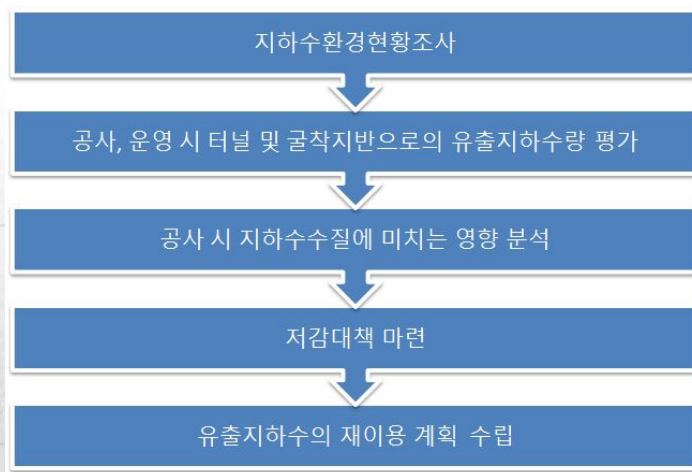 지하수환경현황조사
공사, 운영 시 터널 및 굴착지반으로의 유출지하수량 평가
공사 시 지하수수질에 미치는 영향 분석
저감대책 마련
유출지하수의 재이용 계획 수립